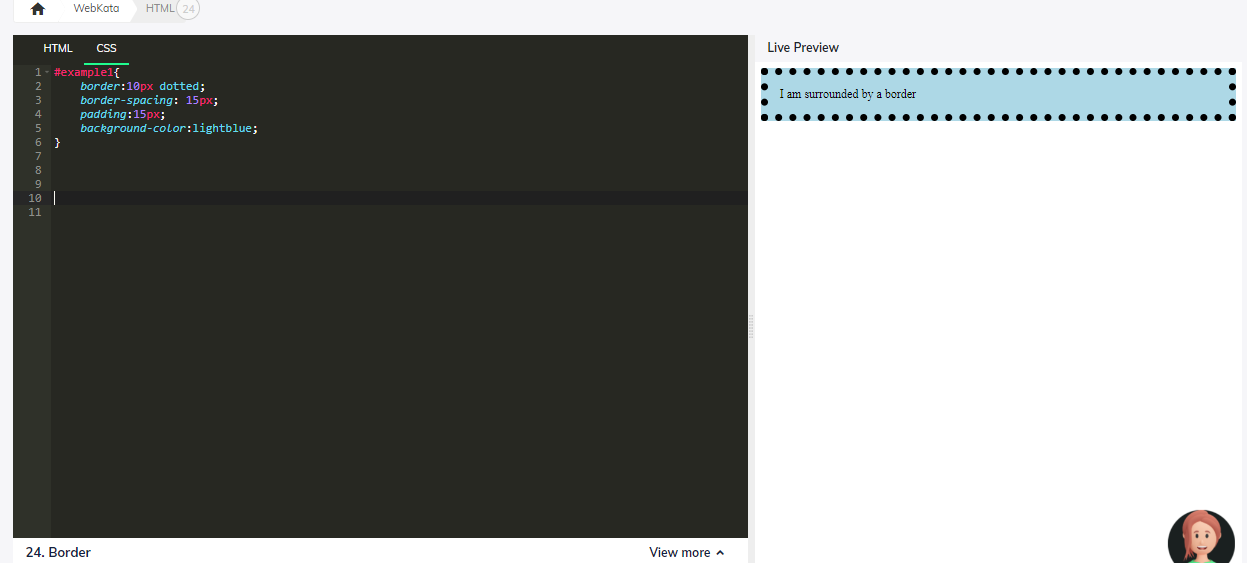 WebKata HTML 24
HTML CSS
1 #example1{
2 border:10px dotted;
3 border-spacing: 15px;
4 padding:15px;
5 background-color:lightblue;
6 }
7
8
9
10
11
24. Border View more
Live Preview
I am surrounded by a border